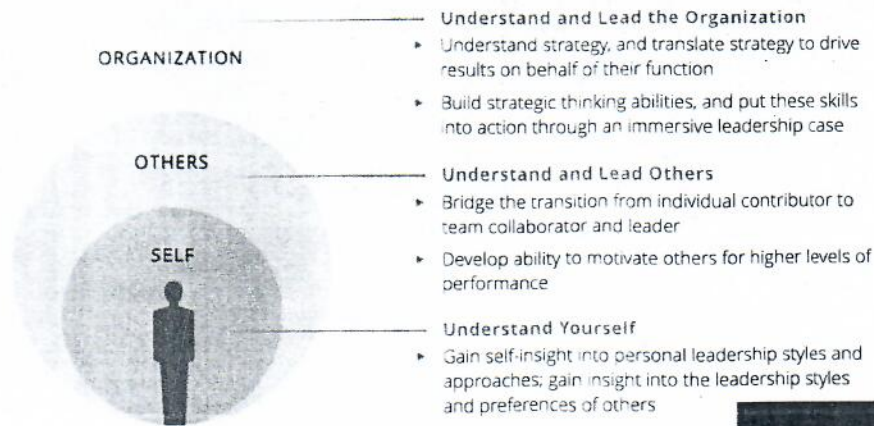 ORGANIZATION
OTHERS
SELF
Understand and Lead the Organization
▸ Understand strategy, and translate strategy to drive
results on behalf of their function
▸ Build strategic thinking abilities, and put these skills
into action through an immersive leadership case
Understand and Lead Others
▸ Bridge the transition from individual contributor to
team collaborator and leader
▸ Develop ability to motivate others for higher levels of
performance
Understand Yourself
▸ Gain self-insight into personal leadership styles and
approaches; gain insight into the leadership styles
and preferences of others